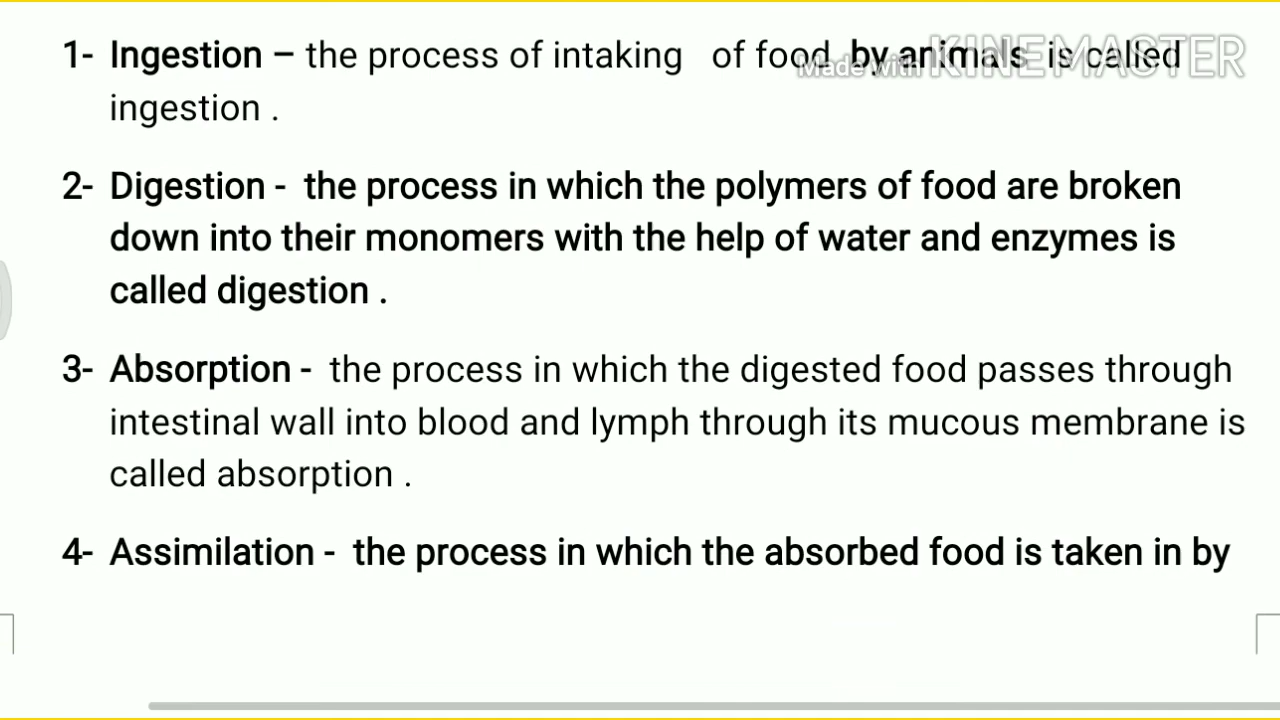 1- Ingestion – the process of intaking of food by animals is called
Made with KINEMASTER
ingestion .
2- Digestion - the process in which the polymers of food are broken
down into their monomers with the help of water and enzymes is
called digestion .
3- Absorption - the process in which the digested food passes through
intestinal wall into blood and lymph through its mucous membrane is
called absorption .
4- Assimilation - the process in which the absorbed food is taken in by